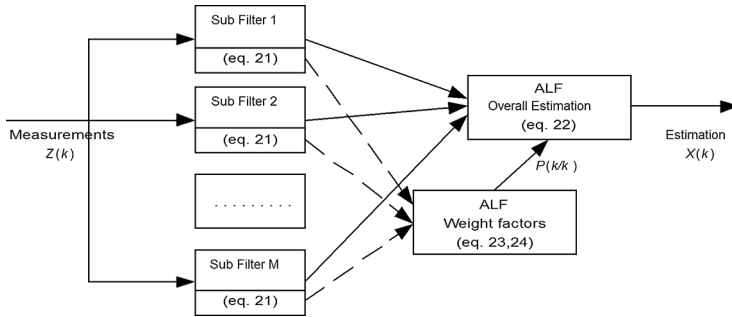 Measurements
Z(k)
Sub Filter 1
(eq. 21)
Sub Filter 2
(eq. 21)
. . . . . . . . .
Sub Filter M
(eq. 21)
ALF
Overall Estimation
(eq. 22)
P(k/k)
ALF
Weight factors
(eq. 23,24)
Estimation
X(k)